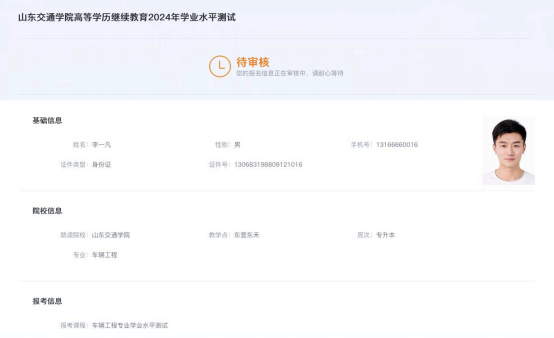 山东交通学院高等学历继续教育2024年学业水平测试
待审核
您的报名信息正在审核中，请耐心等待
基础信息
姓名： 李一凡 性别： 男 手机号： 13166660016
证件类型： 身份证 证件号： 130683198809121016
院校信息
就读院校： 山东交通学院 教学点： 东营东禾 层次： 专升本
专业： 车辆工程
报考信息
报考课程： 车辆工程专业学业水平测试